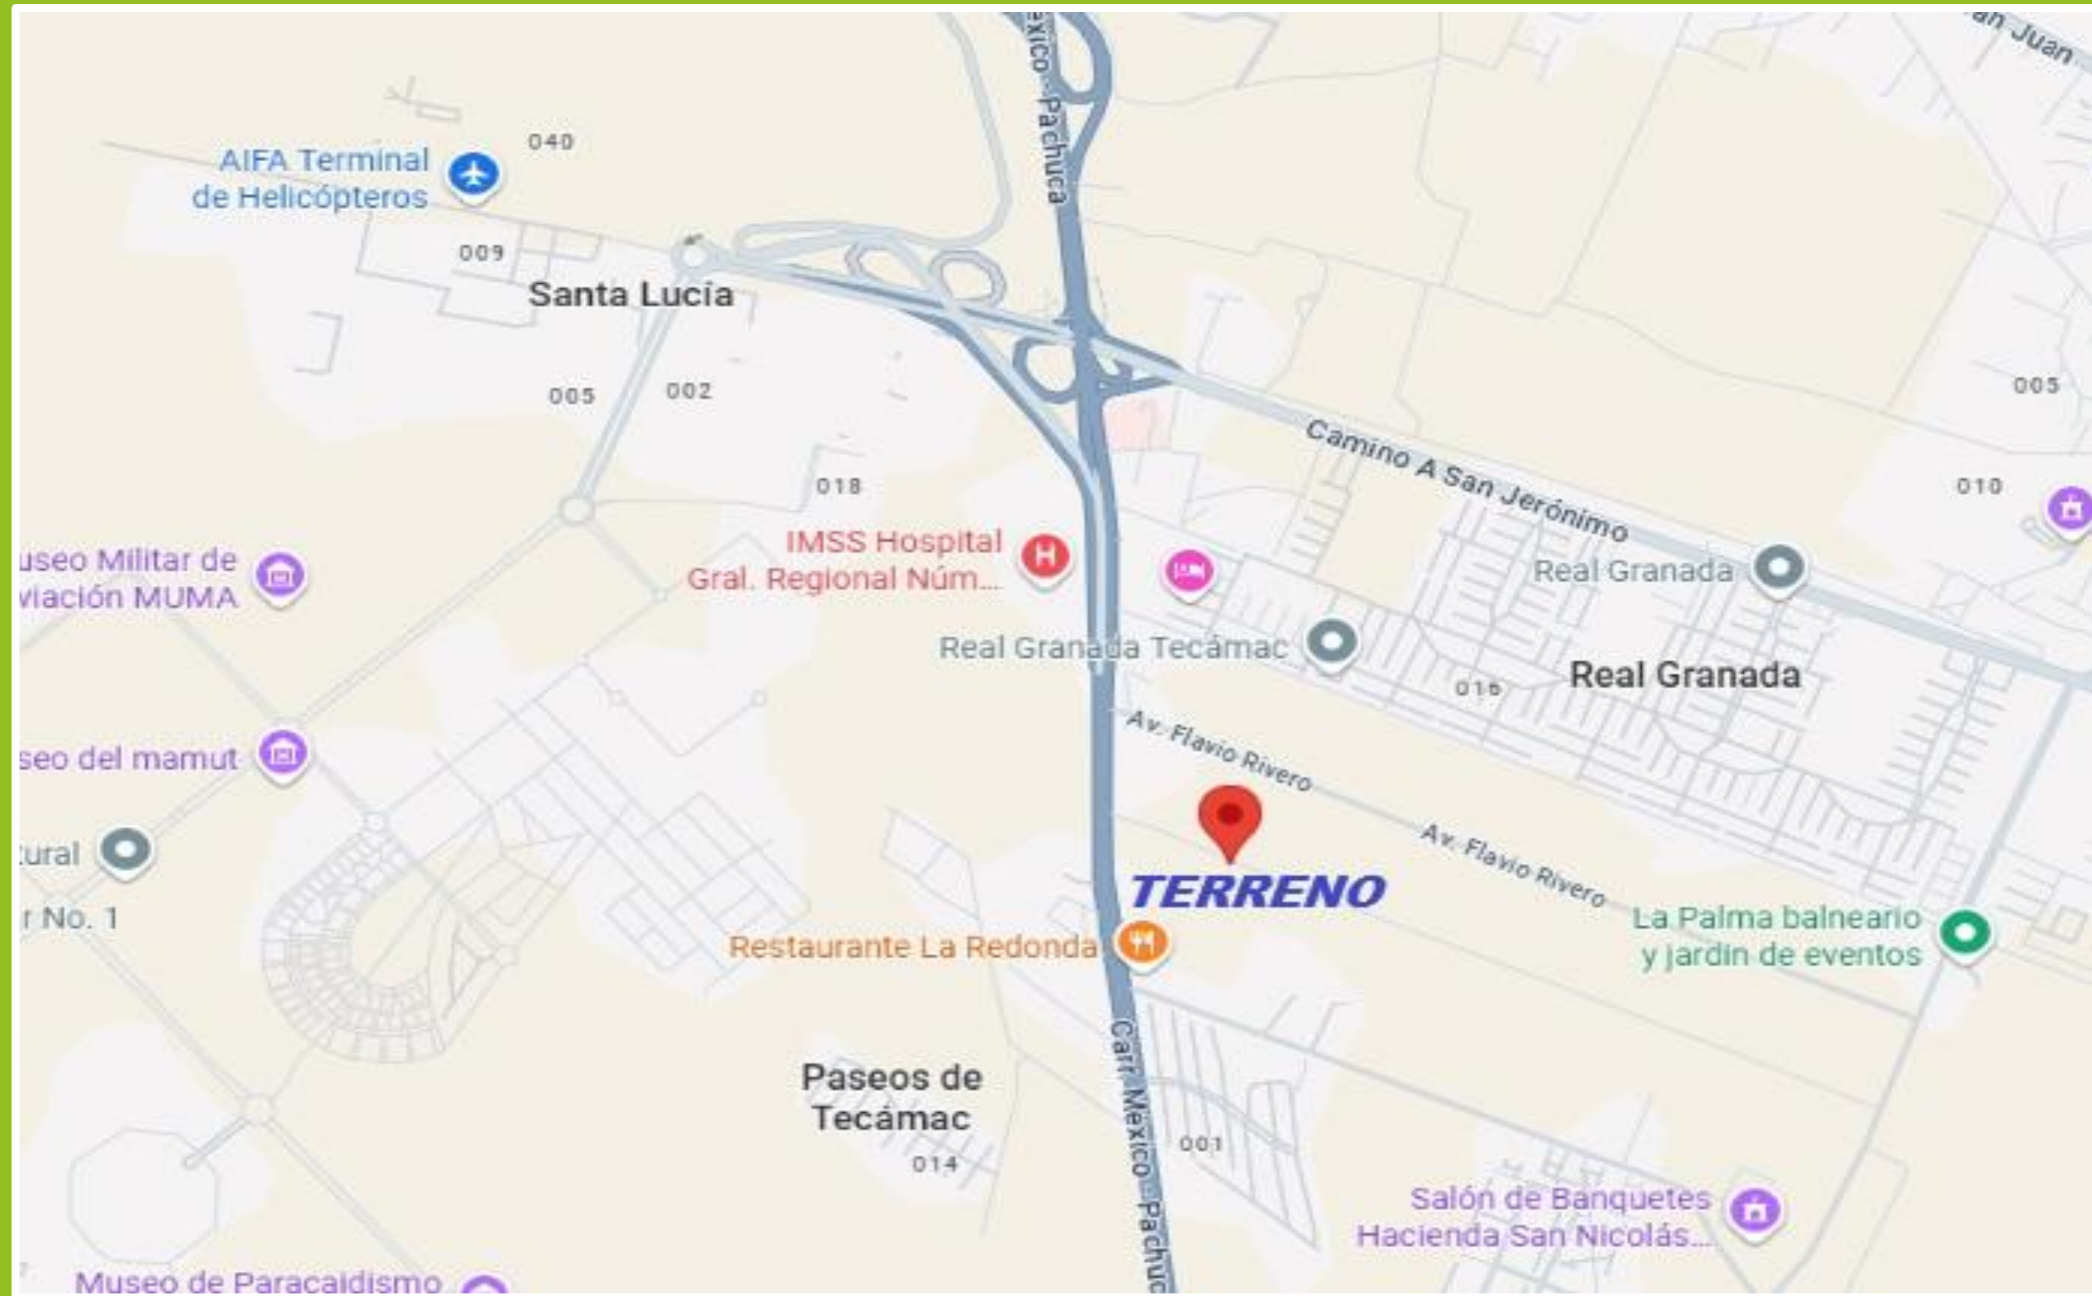 an Juan
exico - Pachuca
AIFA Terminal
de Helicópteros
040
009
Santa Lucía
005
002
005
Camino A San Jerónimo
018
010
IMSS Hospital
Gral. Regional Núm...
useo Militar de
viación MUMA
Real Granada
Real Granada Tecámac
016
Real Granada
Av. Flavio Rivero
seo del mamut
Av. Flavio Rivero
ural
TERRENO
r No. 1
Restaurante La Redonda
La Palma balneario
y jardin de eventos
Carr. México - Pachuc
Paseos de
Tecámac
014
001
Salón de Banquetes
Hacienda San Nicolás...
Museo de Paracaidismo